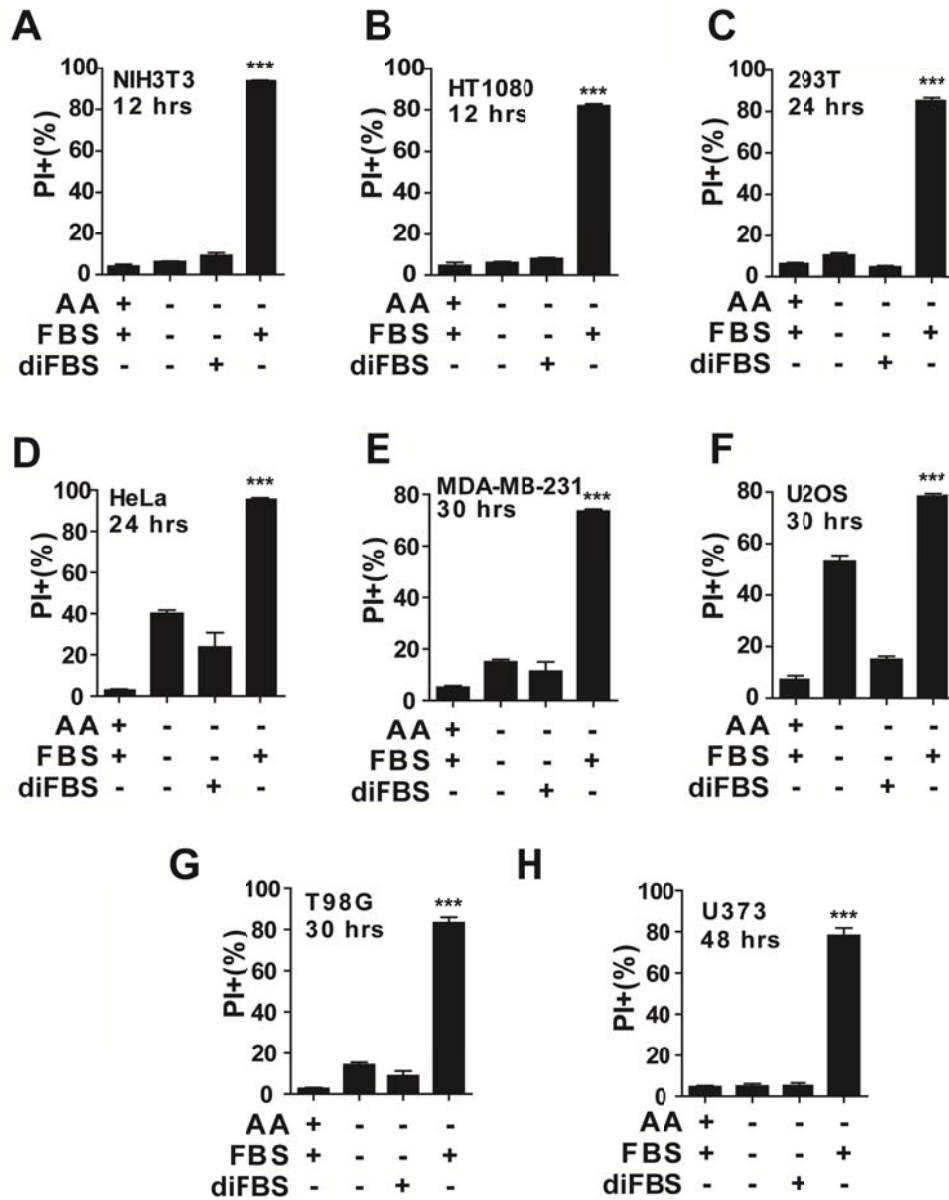 A
NIH3T3
12 hrs
***
PI+(%)
100
80
60
40
20
0
AA + - - -
FBS + - - +
diFBS - - + -
B
HT1080
12 hrs
***
PI+(%)
100
80
60
40
20
0
AA + - - -
FBS + - - +
diFBS - - + -
C
293T
24 hrs
***
PI+(%)
100
80
60
40
20
0
AA + - - -
FBS + - - +
diFBS - - + -
D
HeLa
24 hrs
***
PI+(%)
100
80
60
40
20
0
AA + - - -
FBS + - - +
diFBS - - + -
E
MDA-MB-231
30 hrs
***
PI+(%)
80
60
40
20
0
AA + - - -
FBS + - - +
diFBS - - + -
F
U2OS
30 hrs
***
PI+(%)
80
60
40
20
0
AA + - - -
FBS + - - +
diFBS - - + -
G
T98G
30 hrs
***
PI+(%)
100
80
60
40
20
0
AA + - - -
FBS + - - +
diFBS - - + -
H
U373
48 hrs
***
PI+(%)
100
80
60
40
20
0
AA + - - -
FBS + - - +
diFBS - - + -